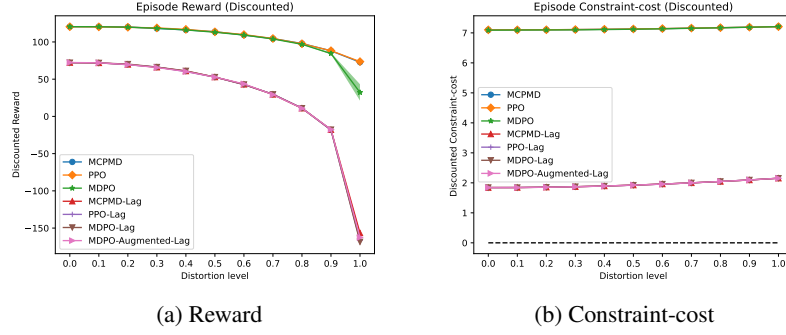 Episode Reward (Discounted)
Discounted Reward
100
50
0
−50
−100
−150
MCPMD
PPO
MDPO
MCPMD-Lag
PPO-Lag
MDPO-Lag
MDPO-Augmented-Lag
0.0 0.1 0.2 0.3 0.4 0.5 0.6 0.7 0.8 0.9 1.0
Distortion level
(a) Reward
Episode Constraint-cost (Discounted)
Discounted Constraint-cost
7
6
5
4
3
2
1
0
MCPMD
PPO
MDPO
MCPMD-Lag
PPO-Lag
MDPO-Lag
MDPO-Augmented-Lag
0.0 0.1 0.2 0.3 0.4 0.5 0.6 0.7 0.8 0.9 1.0
Distortion level
(b) Constraint-cost